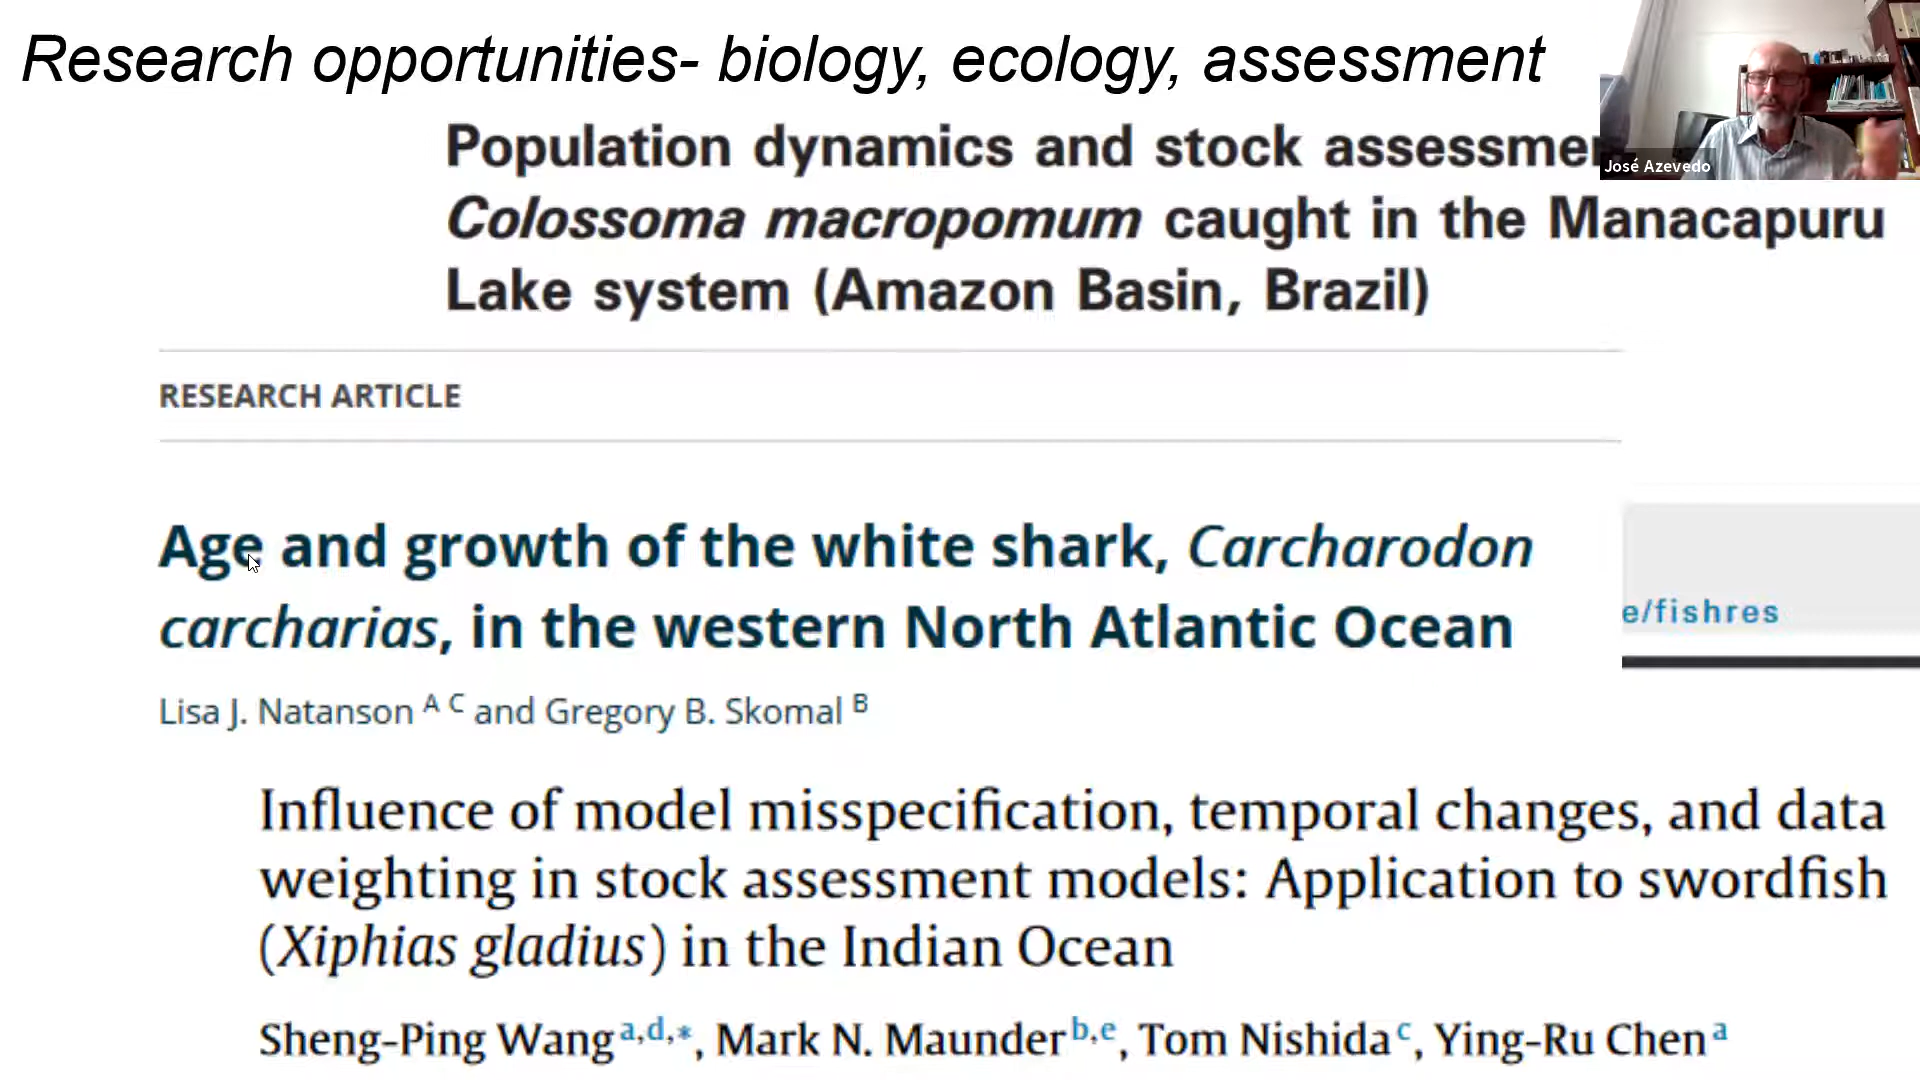 Research opportunities- biology, ecology, assessment
José Azevedo
Population dynamics and stock
Colossoma macropomum caught in the Manacapuru
Lake system (Amazon Basin, Brazil)
RESEARCH ARTICLE
Age and growth of the white shark, Carcharodon
carcharias, in the western North Atlantic Ocean
e/fishres
Lisa J. Natanson A C and Gregory B. Skomal B
Influence of model misspecification, temporal changes, and data
weighting in stock assessment models: Application to swordfish
(Xiphias gladius) in the Indian Ocean
Sheng-Ping Wang a,d,*, Mark N. Maunder b,e, Tom Nishida c, Ying-Ru Chen a